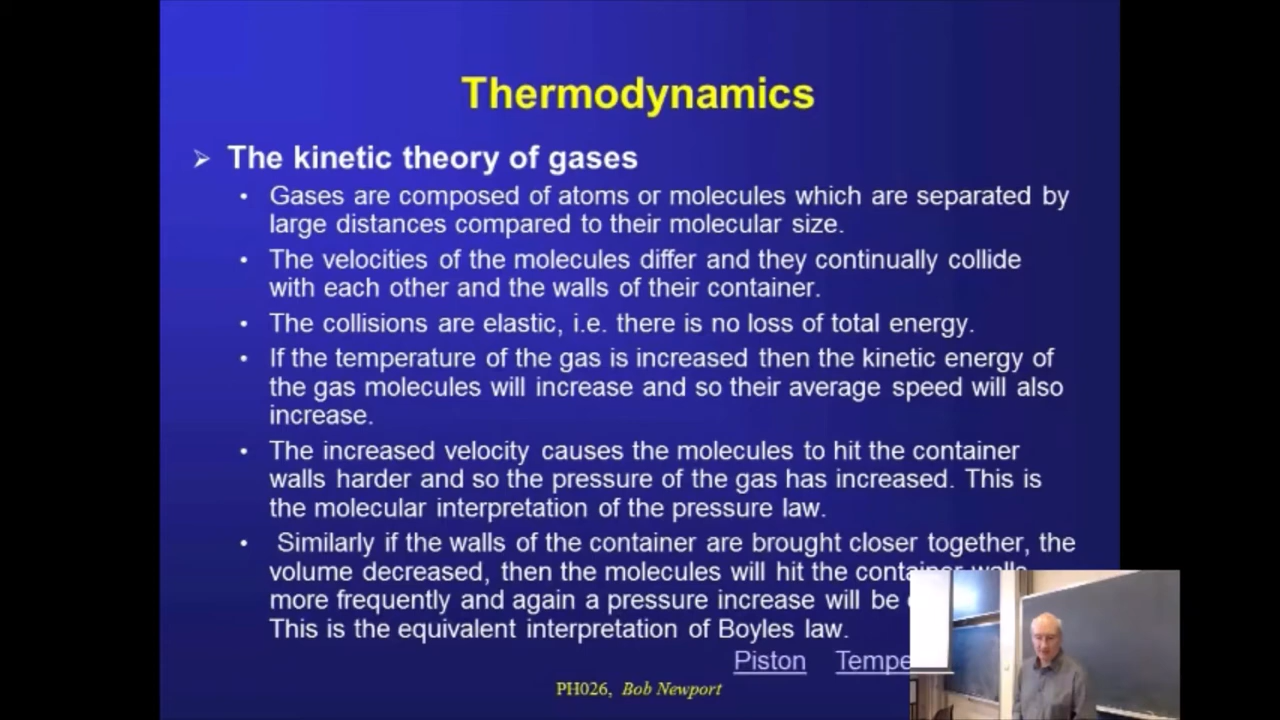 Thermodynamics
The kinetic theory of gases
Gases are composed of atoms or molecules which are separated by
large distances compared to their molecular size.
The velocities of the molecules differ and they continually collide
with each other and the walls of their container.
The collisions are elastic, i.e. there is no loss of total energy.
If the temperature of the gas is increased then the kinetic energy of
the gas molecules will increase and so their average speed will also
increase.
The increased velocity causes the molecules to hit the container
walls harder and so the pressure of the gas has increased. This is
the molecular interpretation of the pressure law.
Similarly if the walls of the container are brought closer together, the
volume decreased, then the molecules will hit the container walls
more frequently and again a pressure increase will be
This is the equivalent interpretation of Boyles law.
Piston Tempe
PH026, Bob Newport